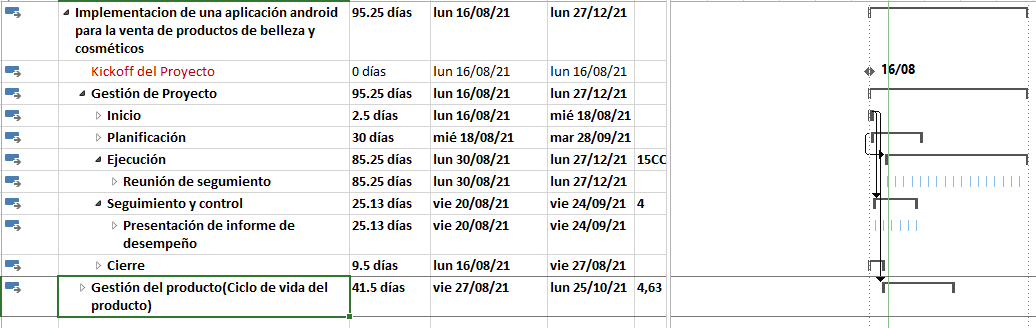 Implementacion de una aplicación android 95.25 días lun 16/08/21 lun 27/12/21
para la venta de productos de belleza y
cosméticos
Kickoff del Proyecto 0 días lun 16/08/21 lun 16/08/21 16/08
Gestión de Proyecto 95.25 días lun 16/08/21 lun 27/12/21
Inicio 2.5 días lun 16/08/21 mié 18/08/21
Planificación 30 días mié 18/08/21 mar 28/09/21
Ejecución 85.25 días lun 30/08/21 lun 27/12/21 15CC
Reunión de segumiento 85.25 días lun 30/08/21 lun 27/12/21
Seguimiento y control 25.13 días vie 20/08/21 vie 24/09/21 4
Presentación de informe de 25.13 días vie 20/08/21 vie 24/09/21
desempeño
Cierre 9.5 días lun 16/08/21 vie 27/08/21
Gestión del producto(Ciclo de vida del 41.5 días vie 27/08/21 lun 25/10/21 4,63
producto)